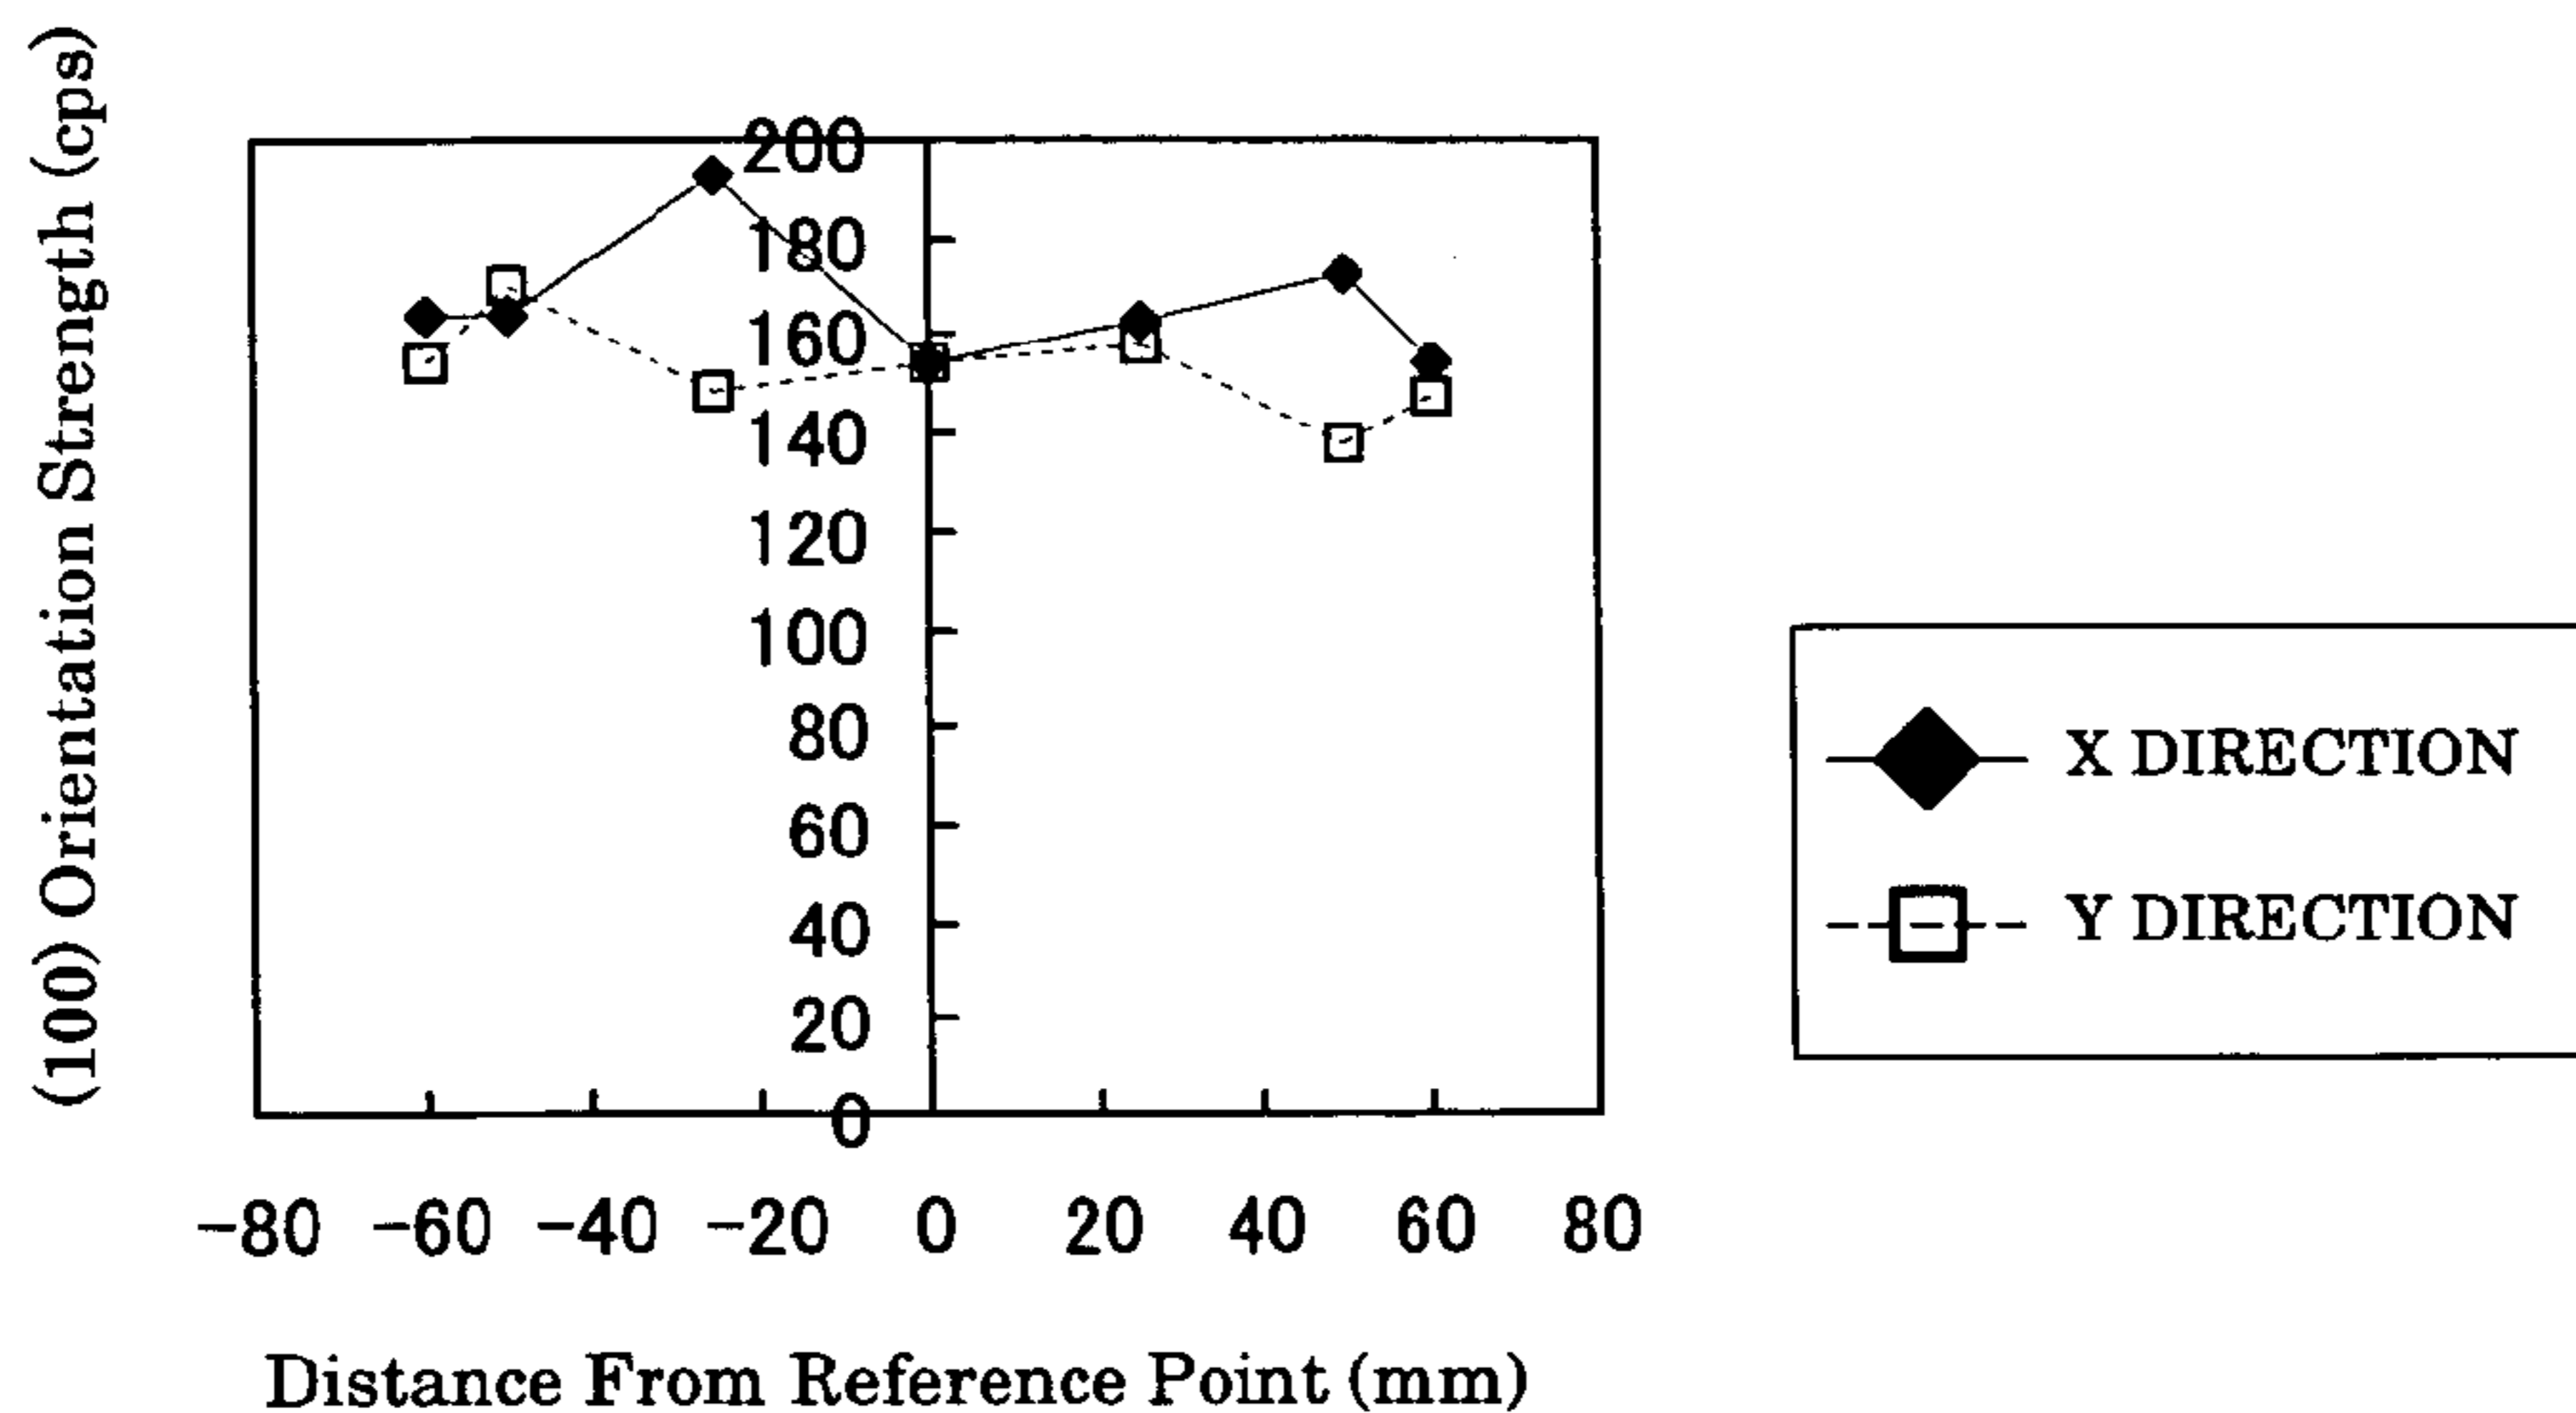 (100) Orientation Strength (cps)
200
180
160
140
120
100
80
60
40
20
0
-80 -60 -40 -20 0 20 40 60 80
Distance From Reference Point (mm)
X DIRECTION
Y DIRECTION